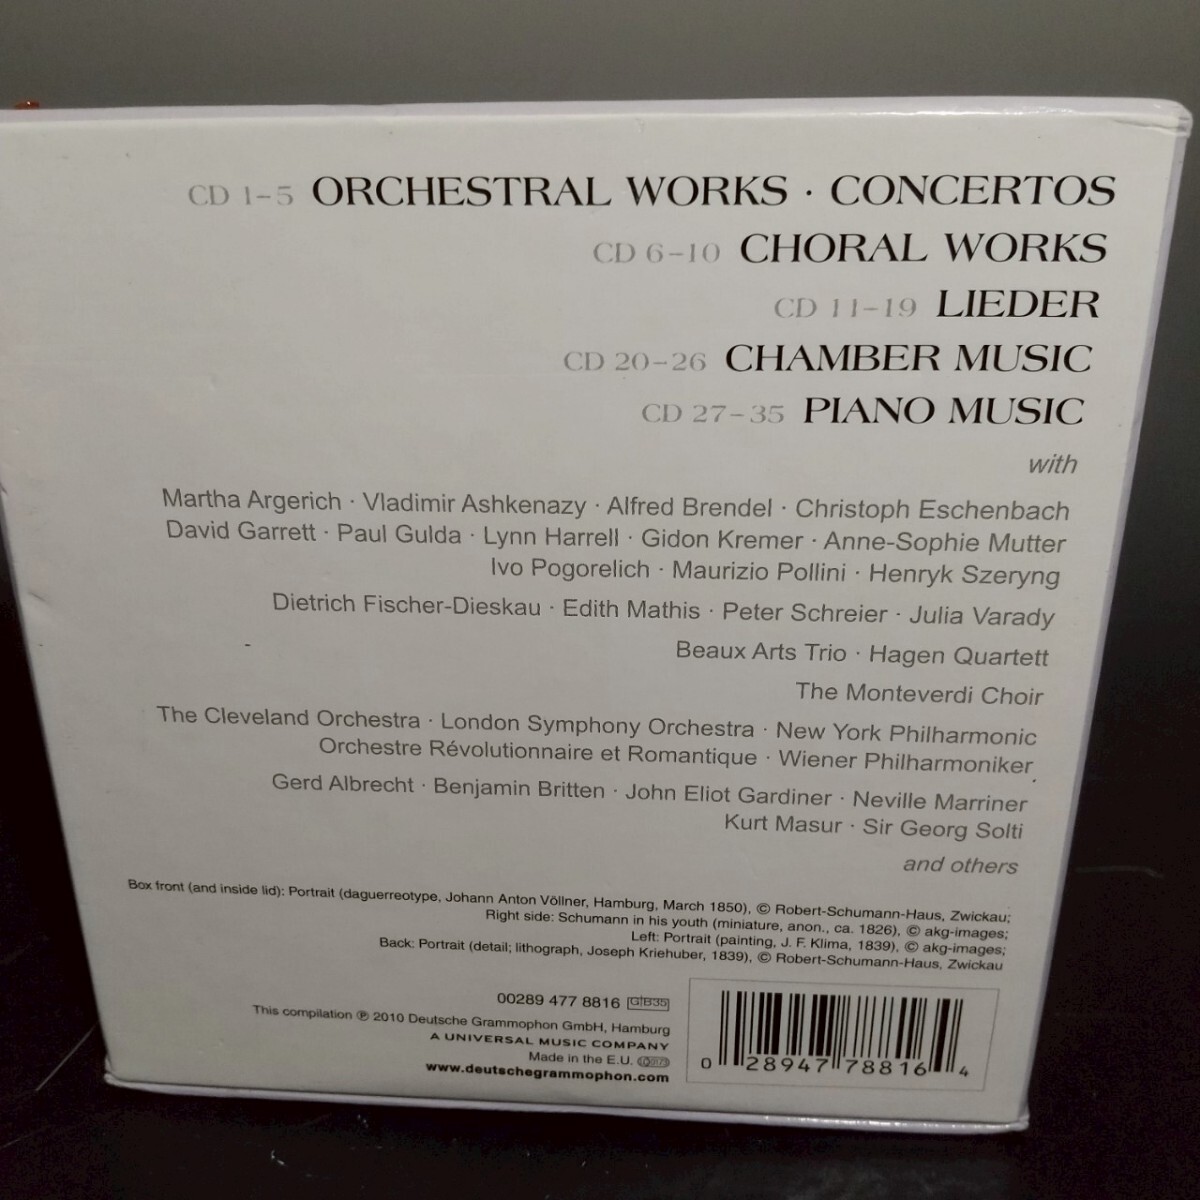 CD 1–5 ORCHESTRAL WORKS · CONCERTOS
CD 6–10 CHORAL WORKS
CD 11–19 LIEDER
CD 20–26 CHAMBER MUSIC
CD 27–35 PIANO MUSIC
with
Martha Argerich · Vladimir Ashkenazy · Alfred Brendel · Christoph Eschenbach
David Garrett · Paul Gulda · Lynn Harrell · Gidon Kremer · Anne-Sophie Mutter
Ivo Pogorelich · Maurizio Pollini · Henryk Szeryng
Dietrich Fischer-Dieskau · Edith Mathis · Peter Schreier · Julia Varady
Beaux Arts Trio · Hagen Quartett
The Monteverdi Choir
The Cleveland Orchestra · London Symphony Orchestra · New York Philharmonic
Orchestre Révolutionnaire et Romantique · Wiener Philharmoniker
Gerd Albrecht · Benjamin Britten · John Eliot Gardiner · Neville Marriner
Kurt Masur · Sir Georg Solti
and others
Box front (and inside lid): Portrait (daguerreotype, Johann Anton Völlner, Hamburg, March 1850), © Robert-Schumann-Haus, Zwickau;
Right side: Schumann in his youth (miniature, anon., ca. 1826), © akg-images;
Left: Portrait (painting, J. F. Klima, 1839), © akg-images;
Back: Portrait (detail; lithograph, Joseph Kriehuber, 1839), © Robert-Schumann-Haus, Zwickau
00289 477 8816 GB35
This compilation ℗ 2010 Deutsche Grammophon GmbH, Hamburg
A UNIVERSAL MUSIC COMPANY
Made in the E.U.
www.deutschegrammophon.com
0 28947 78816 4